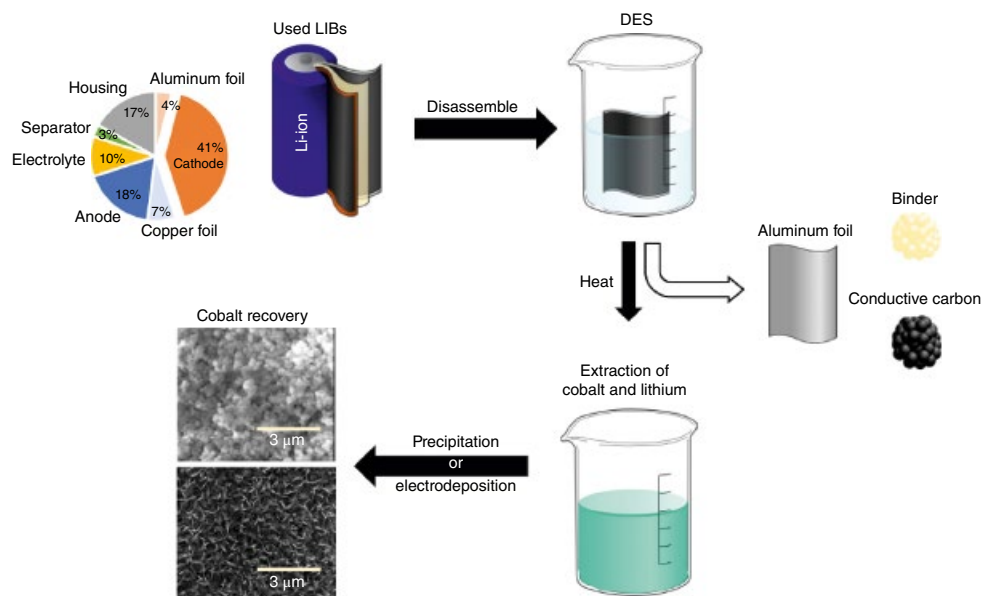 Used LIBs
DES
Housing
Aluminum foil
17%
4%
Separator
3%
41%
Cathode
Electrolyte
10%
18%
7%
Anode
Copper foil
Li-ion
Disassemble
Heat
Aluminum foil
Binder
Conductive carbon
Extraction of
cobalt and lithium
Precipitation
or
electrodeposition
Cobalt recovery
3 μm
3 μm